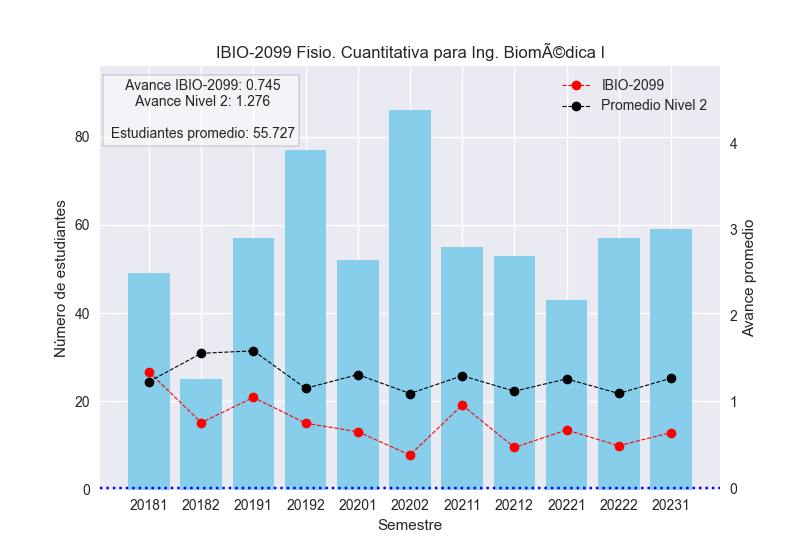 IBIO-2099 Fisio. Cuantitativa para Ing. BiomÃ©dica I
Avance IBIO-2099: 0.745
Avance Nivel 2: 1.276
Estudiantes promedio: 55.727
IBIO-2099
Promedio Nivel 2
Número de estudiantes
80
60
40
20
0
Avance promedio
4
3
2
1
0
20181 20182 20191 20192 20201 20202 20211 20212 20221 20222 20231
Semestre